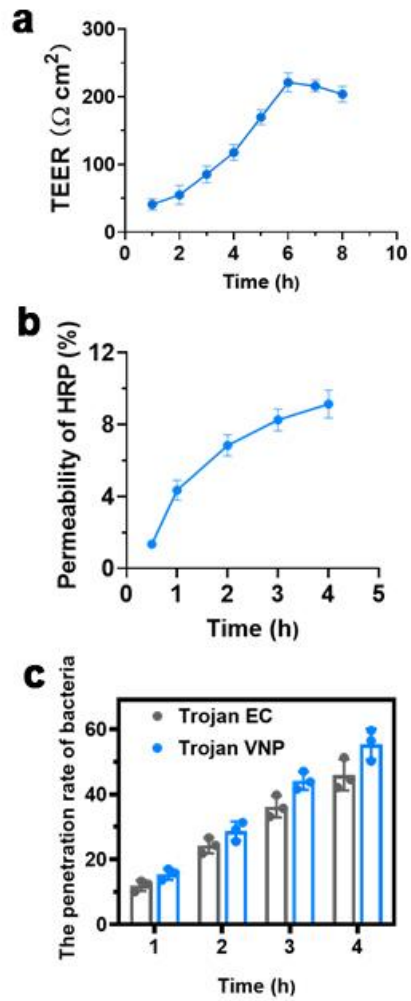 a
TEER (Ω cm²)
300
200
100
0
0 2 4 6 8 10
Time (h)
b
Permeability of HRP (%)
12
8
4
0
0 1 2 3 4 5
Time (h)
c
The penetration rate of bacteria
Trojan EC
Trojan VNP
60
40
20
0
1 2 3 4
Time (h)